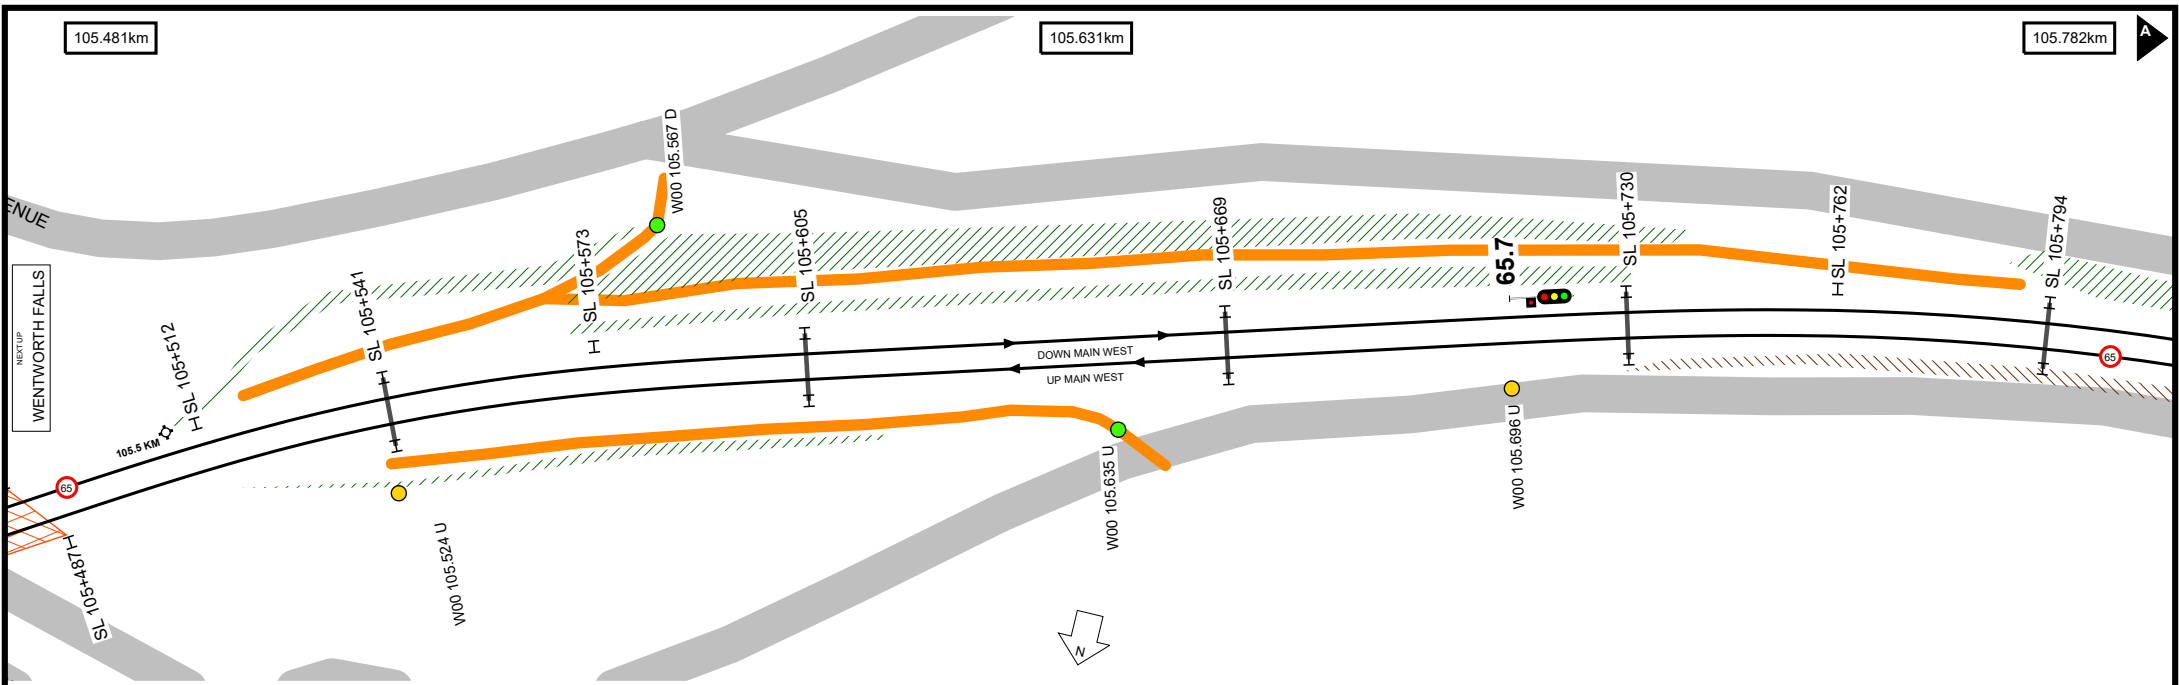 105.481km
105.631km
105.782km
A
ENUE
W00 105.567 D
NEXT UP
WENTWORTH FALLS
SL 105+512
SL 105+541
SL 105+573
SL 105+605
SL 105+669
65.7
SL 105+730
SL 105+762
SL 105+794
DOWN MAIN WEST
UP MAIN WEST
65
105.5 KM
65
SL 105+487
W00 105.524 U
W00 105.635 U
W00 105.696 U
N